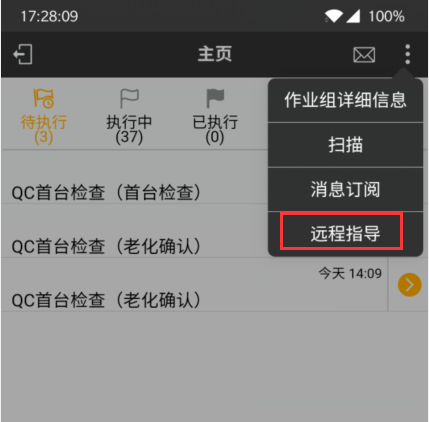 17:28:09
100%
主页
作业组详细信息
扫描
消息订阅
远程指导
待执行
(3)
执行中
(37)
已执行
(0)
QC首台检查（首台检查）
QC首台检查（老化确认）
今天 14:09
QC首台检查（老化确认）